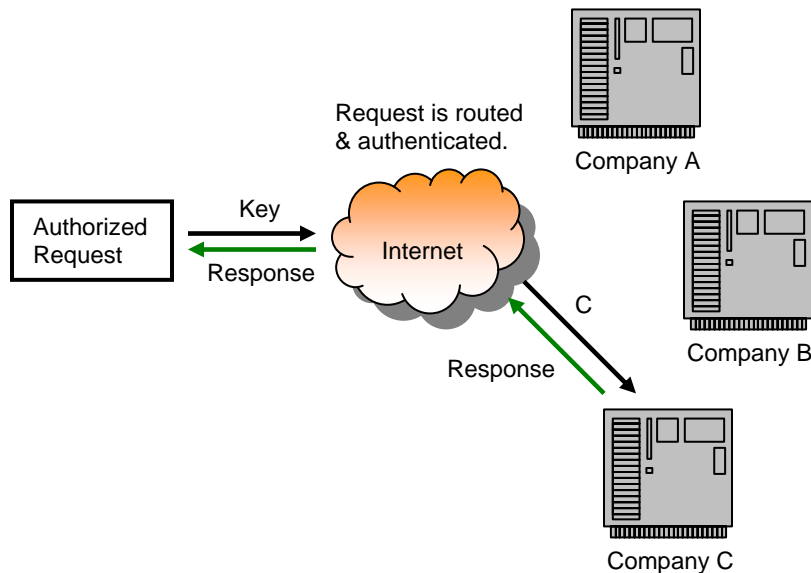 Request is routed
& authenticated.
Company A
Authorized
Request
Key
Response
Internet
C
Response
Company B
Company C